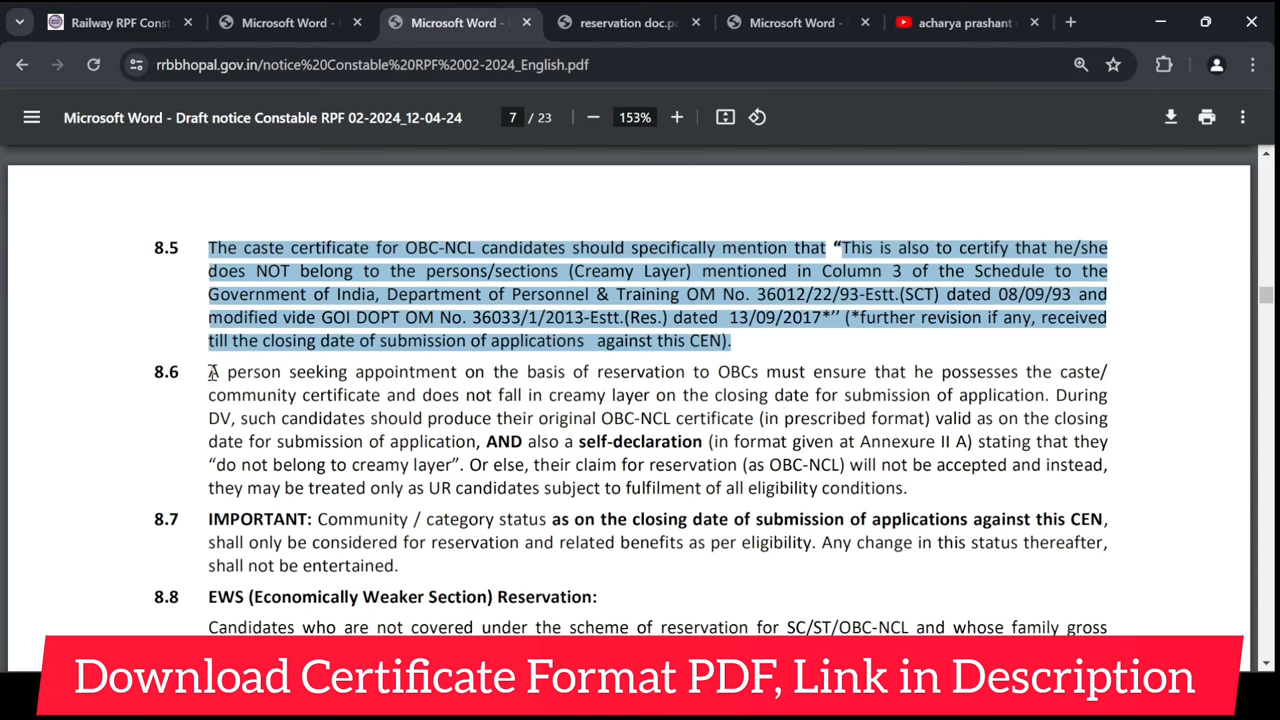 Railway RPF Const
Microsoft Word -
Microsoft Word -
reservation doc.pd
Microsoft Word -
acharya prashant
rrbbhopal.gov.in/notice%20Constable%20RPF%2002-2024_English.pdf
Microsoft Word - Draft notice Constable RPF 02-2024_12-04-24
7 / 23
153%
8.5 The caste certificate for OBC-NCL candidates should specifically mention that “This is also to certify that he/she
does NOT belong to the persons/sections (Creamy Layer) mentioned in Column 3 of the Schedule to the
Government of India, Department of Personnel & Training OM No. 36012/22/93-Estt.(SCT) dated 08/09/93 and
modified vide GOI DOPT OM No. 36033/1/2013-Estt.(Res.) dated 13/09/2017*’’ (*further revision if any, received
till the closing date of submission of applications against this CEN).
8.6 A person seeking appointment on the basis of reservation to OBCs must ensure that he possesses the caste/
community certificate and does not fall in creamy layer on the closing date for submission of application. During
DV, such candidates should produce their original OBC-NCL certificate (in prescribed format) valid as on the closing
date for submission of application, AND also a self-declaration (in format given at Annexure II A) stating that they
“do not belong to creamy layer”. Or else, their claim for reservation (as OBC-NCL) will not be accepted and instead,
they may be treated only as UR candidates subject to fulfilment of all eligibility conditions.
8.7 IMPORTANT: Community / category status as on the closing date of submission of applications against this CEN,
shall only be considered for reservation and related benefits as per eligibility. Any change in this status thereafter,
shall not be entertained.
8.8 EWS (Economically Weaker Section) Reservation:
Candidates who are not covered under the scheme of reservation for SC/ST/OBC-NCL and whose family gross
Download Certificate Format PDF, Link in Description